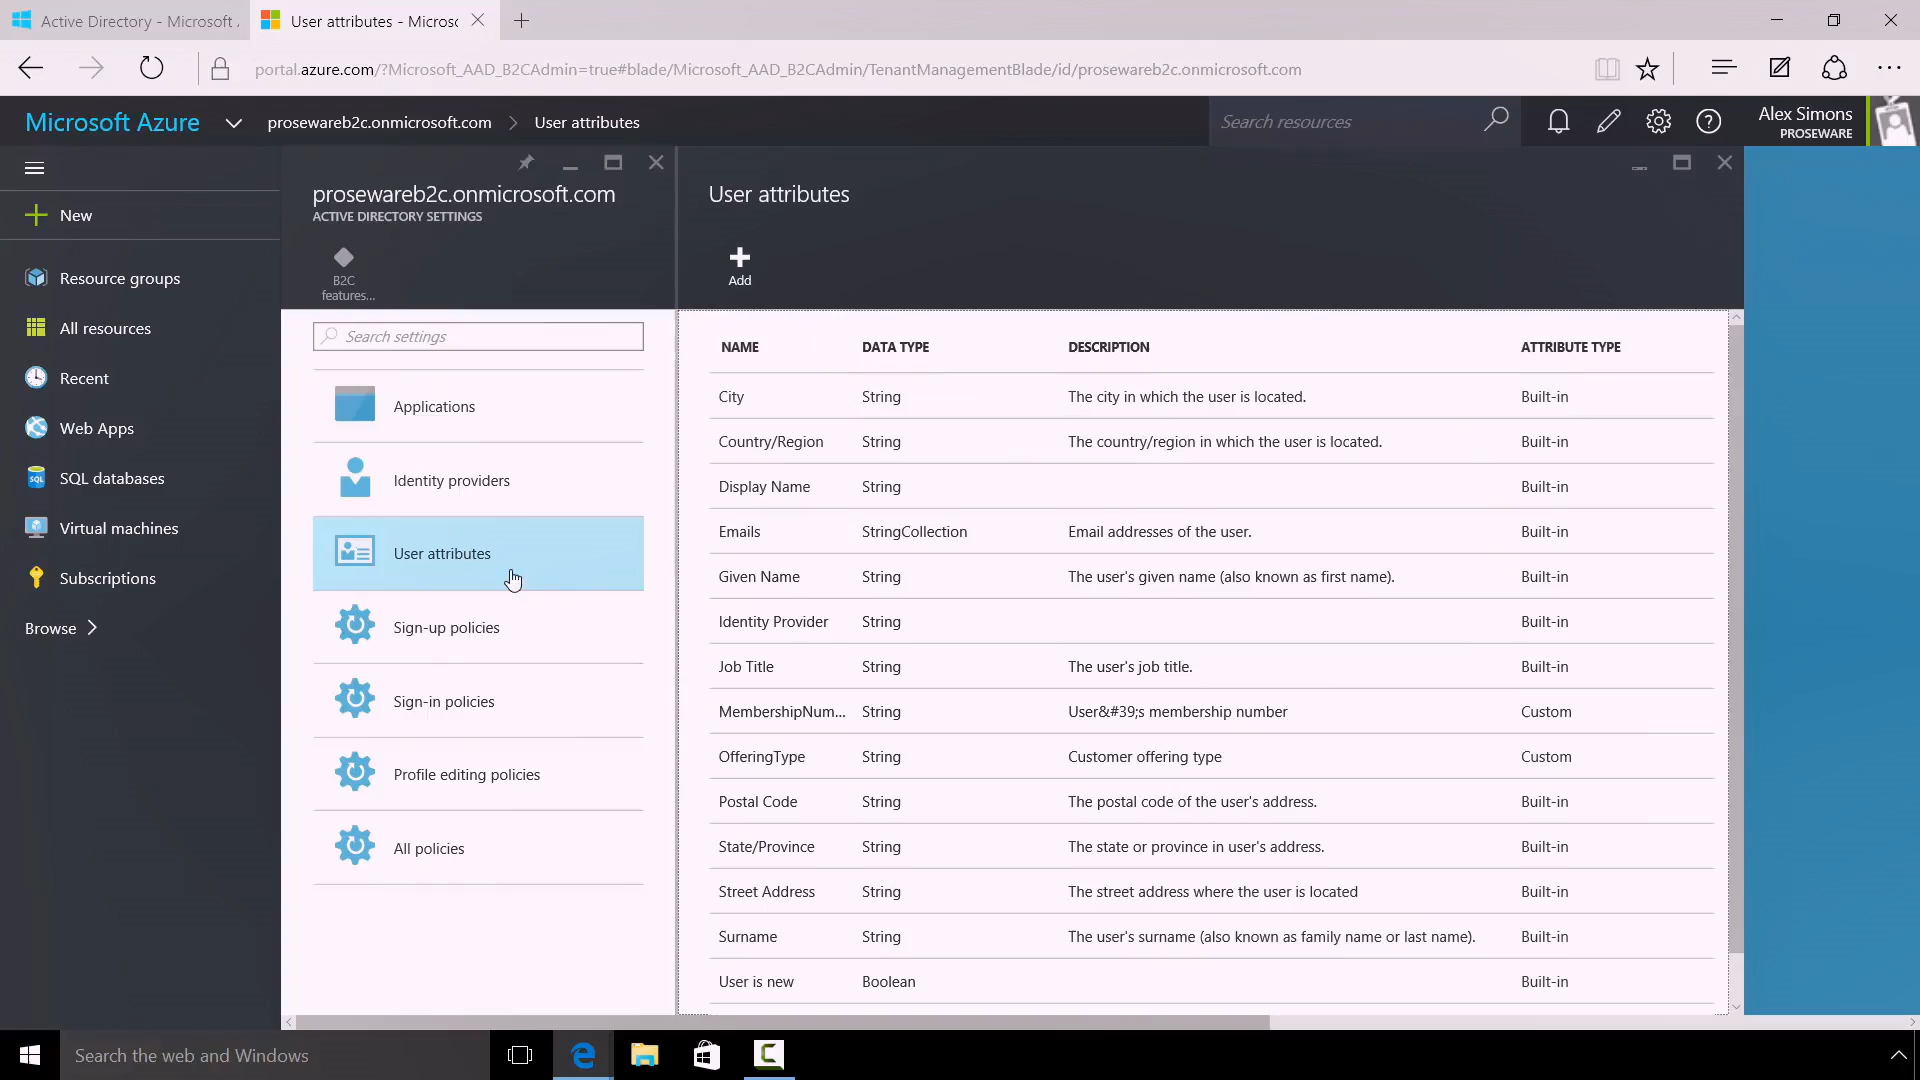 Active Directory - Microsoft
User attributes - Microso
portal.azure.com/?Microsoft_AAD_B2CAdmin=true#blade/Microsoft_AAD_B2CAdmin/TenantManagementBlade/id/prosewareb2c.onmicrosoft.com
Microsoft Azure
prosewareb2c.onmicrosoft.com
User attributes
Search resources
Alex Simons
PROSEWARE
New
Resource groups
All resources
Recent
Web Apps
SQL databases
Virtual machines
Subscriptions
Browse
prosewareb2c.onmicrosoft.com
ACTIVE DIRECTORY SETTINGS
B2C
features...
Search settings
Applications
Identity providers
User attributes
Sign-up policies
Sign-in policies
Profile editing policies
All policies
User attributes
Add
NAME DATA TYPE DESCRIPTION ATTRIBUTE TYPE
City String The city in which the user is located. Built-in
Country/Region String The country/region in which the user is located. Built-in
Display Name String Built-in
Emails StringCollection Email addresses of the user. Built-in
Given Name String The user's given name (also known as first name). Built-in
Identity Provider String Built-in
Job Title String The user's job title. Built-in
MembershipNum... String User&#39;s membership number Custom
OfferingType String Customer offering type Custom
Postal Code String The postal code of the user's address. Built-in
State/Province String The state or province in user's address. Built-in
Street Address String The street address where the user is located Built-in
Surname String The user's surname (also known as family name or last name). Built-in
User is new Boolean Built-in
Search the web and Windows